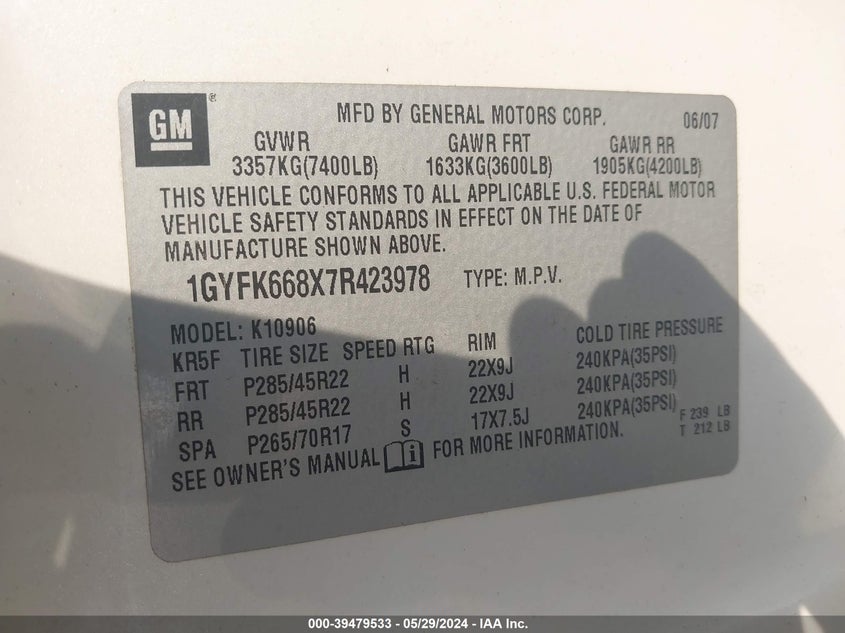 GM® MFD BY GENERAL MOTORS CORP. 06/07
GVWR GAWR FRT GAWR RR
3357KG(7400LB) 1633KG(3600LB) 1905KG(4200LB)
THIS VEHICLE CONFORMS TO ALL APPLICABLE U.S. FEDERAL MOTOR
VEHICLE SAFETY STANDARDS IN EFFECT ON THE DATE OF
MANUFACTURE SHOWN ABOVE.
1GYFK668X7R423978 TYPE: M.P.V.
MODEL: K10906
KR5F TIRE SIZE SPEED RTG RIM COLD TIRE PRESSURE
FRT P285/45R22 H 22X9J 240KPA(35PSI)
RR P285/45R22 H 22X9J 240KPA(35PSI)
SPA P265/70R17 S 17X7.5J 240KPA(35PSI) F 239 LB
SEE OWNER'S MANUAL i FOR MORE INFORMATION. T 212 LB
000-39479533 - 05/29/2024 - IAA Inc.